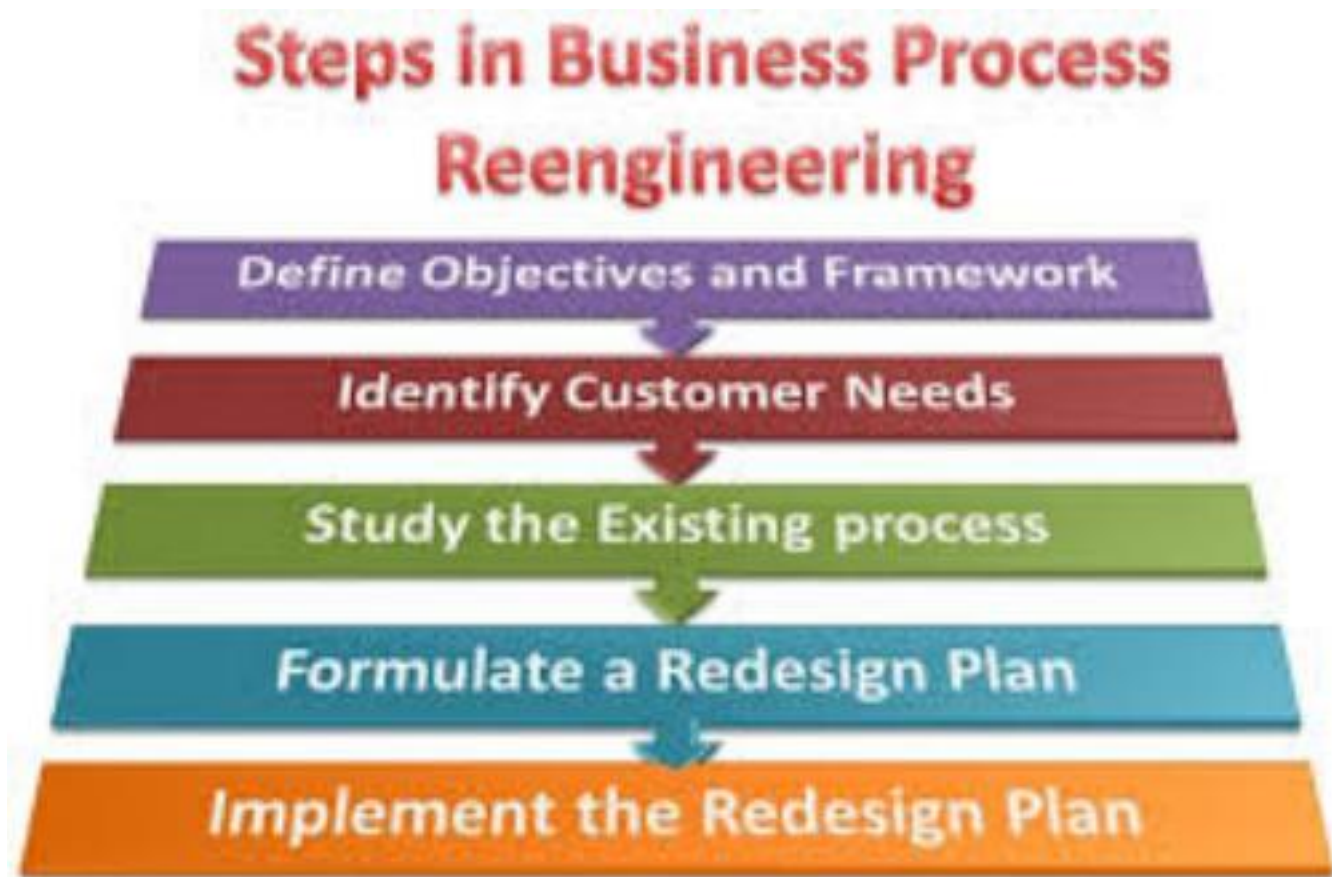 Steps in Business Process
Reengineering
Define Objectives and Framework
Identify Customer Needs
Study the Existing process
Formulate a Redesign Plan
Implement the Redesign Plan